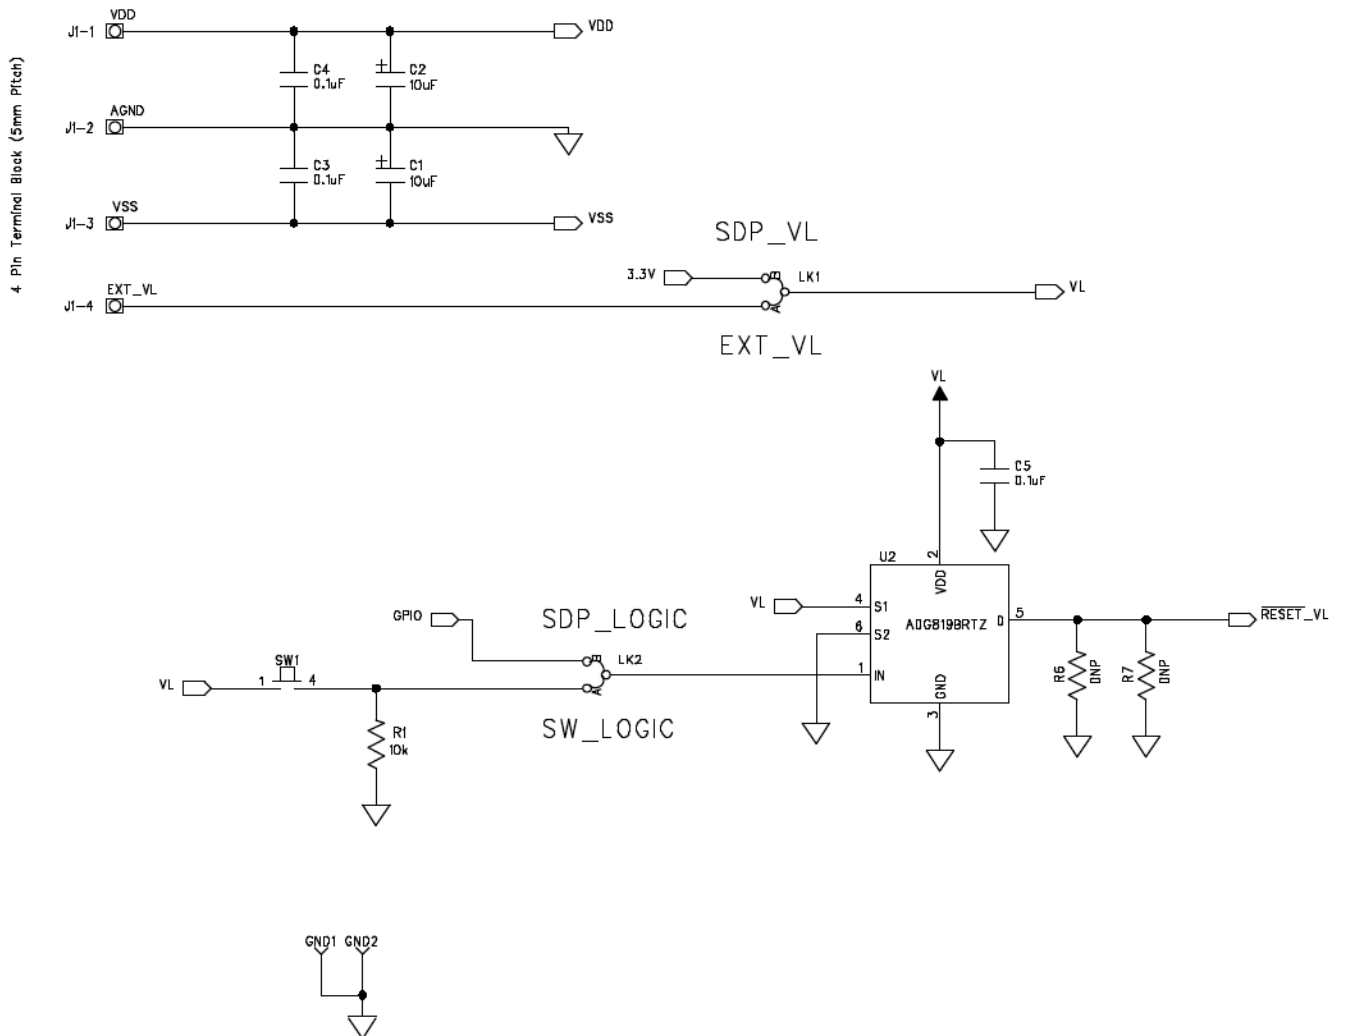 4 Pin Terminal Block (5mm Pitch)
J1-1
VDD
VDD
C4
0.1uF
+
C2
10uF
J1-2
AGND
C3
0.1uF
+
C1
10uF
J1-3
VSS
VSS
SDP_VL
3.3V
B
LK1
VL
A
J1-4
EXT_VL
EXT_VL
VL
C5
0.1uF
U2
2
VDD
VL
4
S1
6
S2
ADG819BRTZ
D
5
RESET_VL
1
IN
GND
3
R6
DNP
R7
DNP
GPIO
SDP_LOGIC
B
LK2
A
SW_LOGIC
VL
SW1
1
4
R1
10k
GND1 GND2